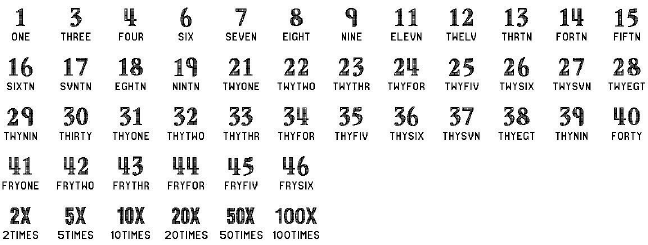 1 3 4 6 7 8 9 11 12 13 14 15
ONE THREE FOUR SIX SEVEN EIGHT NINE ELEVN TWELV THRTN FORTN FIFTN
16 17 18 19 21 22 23 24 25 26 27 28
SIXTN SVNTN EGHTN NINTN TWYONE TWYTWO TWYTHR TWYFOR TWYFIV TWYSIX TWYSVN TWYEGT
29 30 31 32 33 34 35 36 37 38 39 40
TWYNIN THIRTY THYONE THYTWO THYTHR THYFOR THYFIV THYSIX THYSVN THYEGT THYNIN FORTY
41 42 43 44 45 46
FRYONE FRYTWO FRYTHR FRYFOR FRYFIV FRYSIX
2X 5X 10X 20X 50X 100X
2TIMES 5TIMES 10TIMES 20TIMES 50TIMES 100TIMES